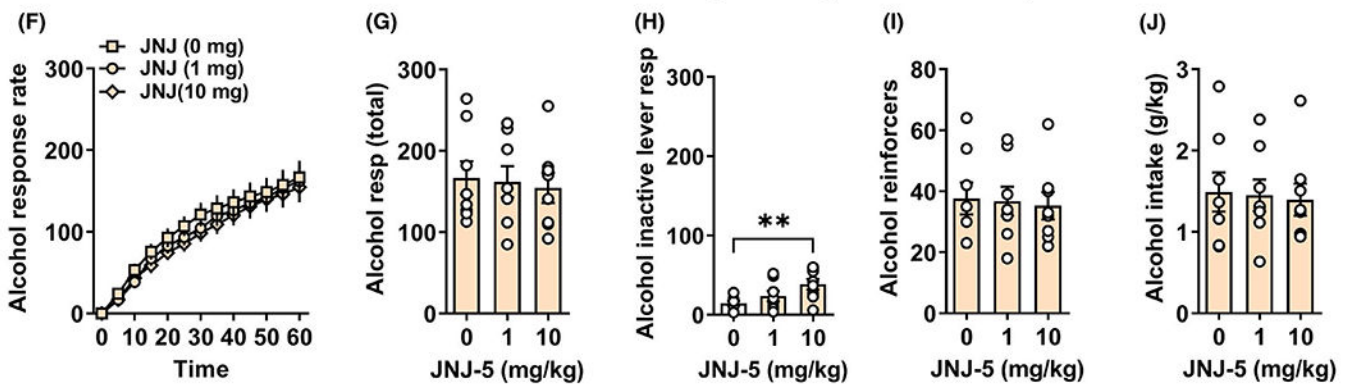 (F)
JNJ (0 mg)
JNJ (1 mg)
JNJ(10 mg)
Alcohol response rate
300
200
100
0
0 10 20 30 40 50 60
Time
(G)
Alcohol resp (total)
300
200
100
0
0 1 10
JNJ-5 (mg/kg)
(H)
Alcohol inactive lever resp
300
200
100
0
**
0 1 10
JNJ-5 (mg/kg)
(I)
Alcohol reinforcers
80
60
40
20
0
0 1 10
JNJ-5 (mg/kg)
(J)
Alcohol intake (g/kg)
3
2
1
0
0 1 10
JNJ-5 (mg/kg)